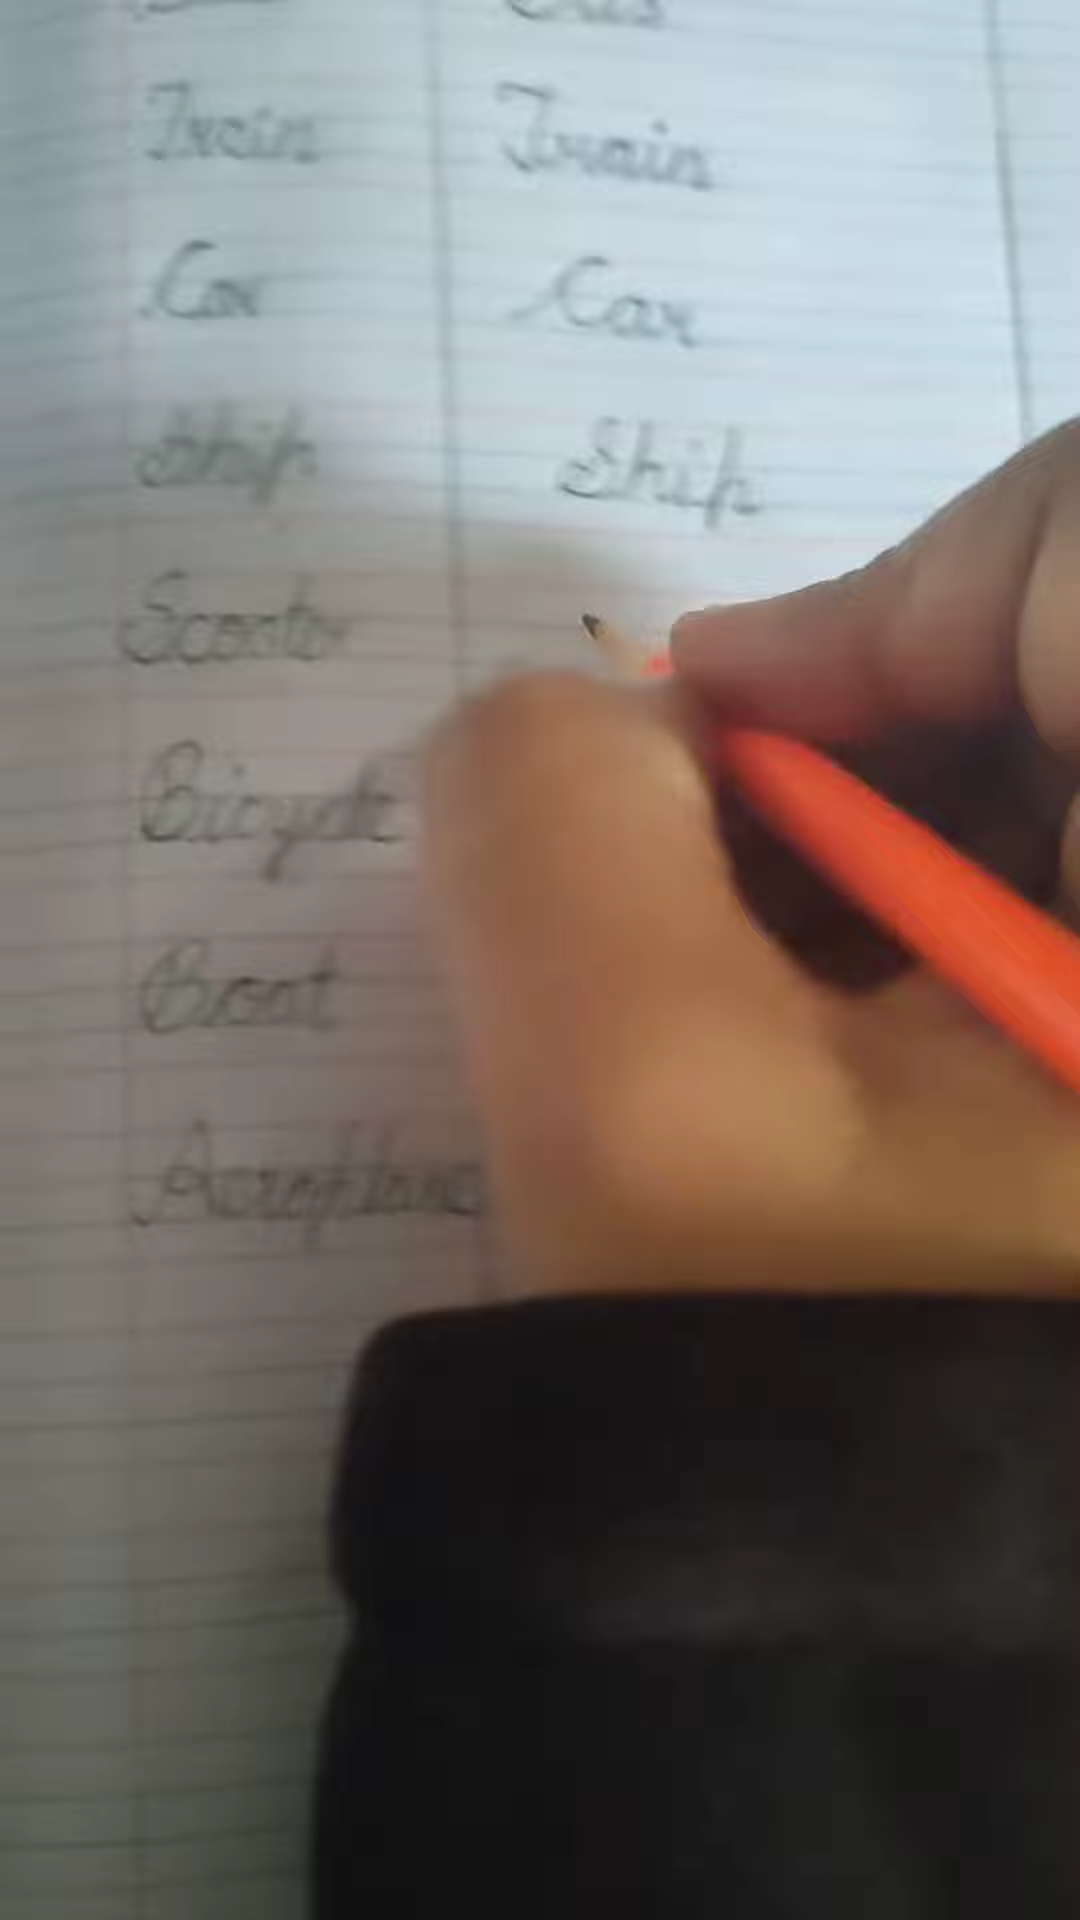 Train Train
Car Car
Ship Ship
Scooter
Bicycle
Boat
Aeroplane